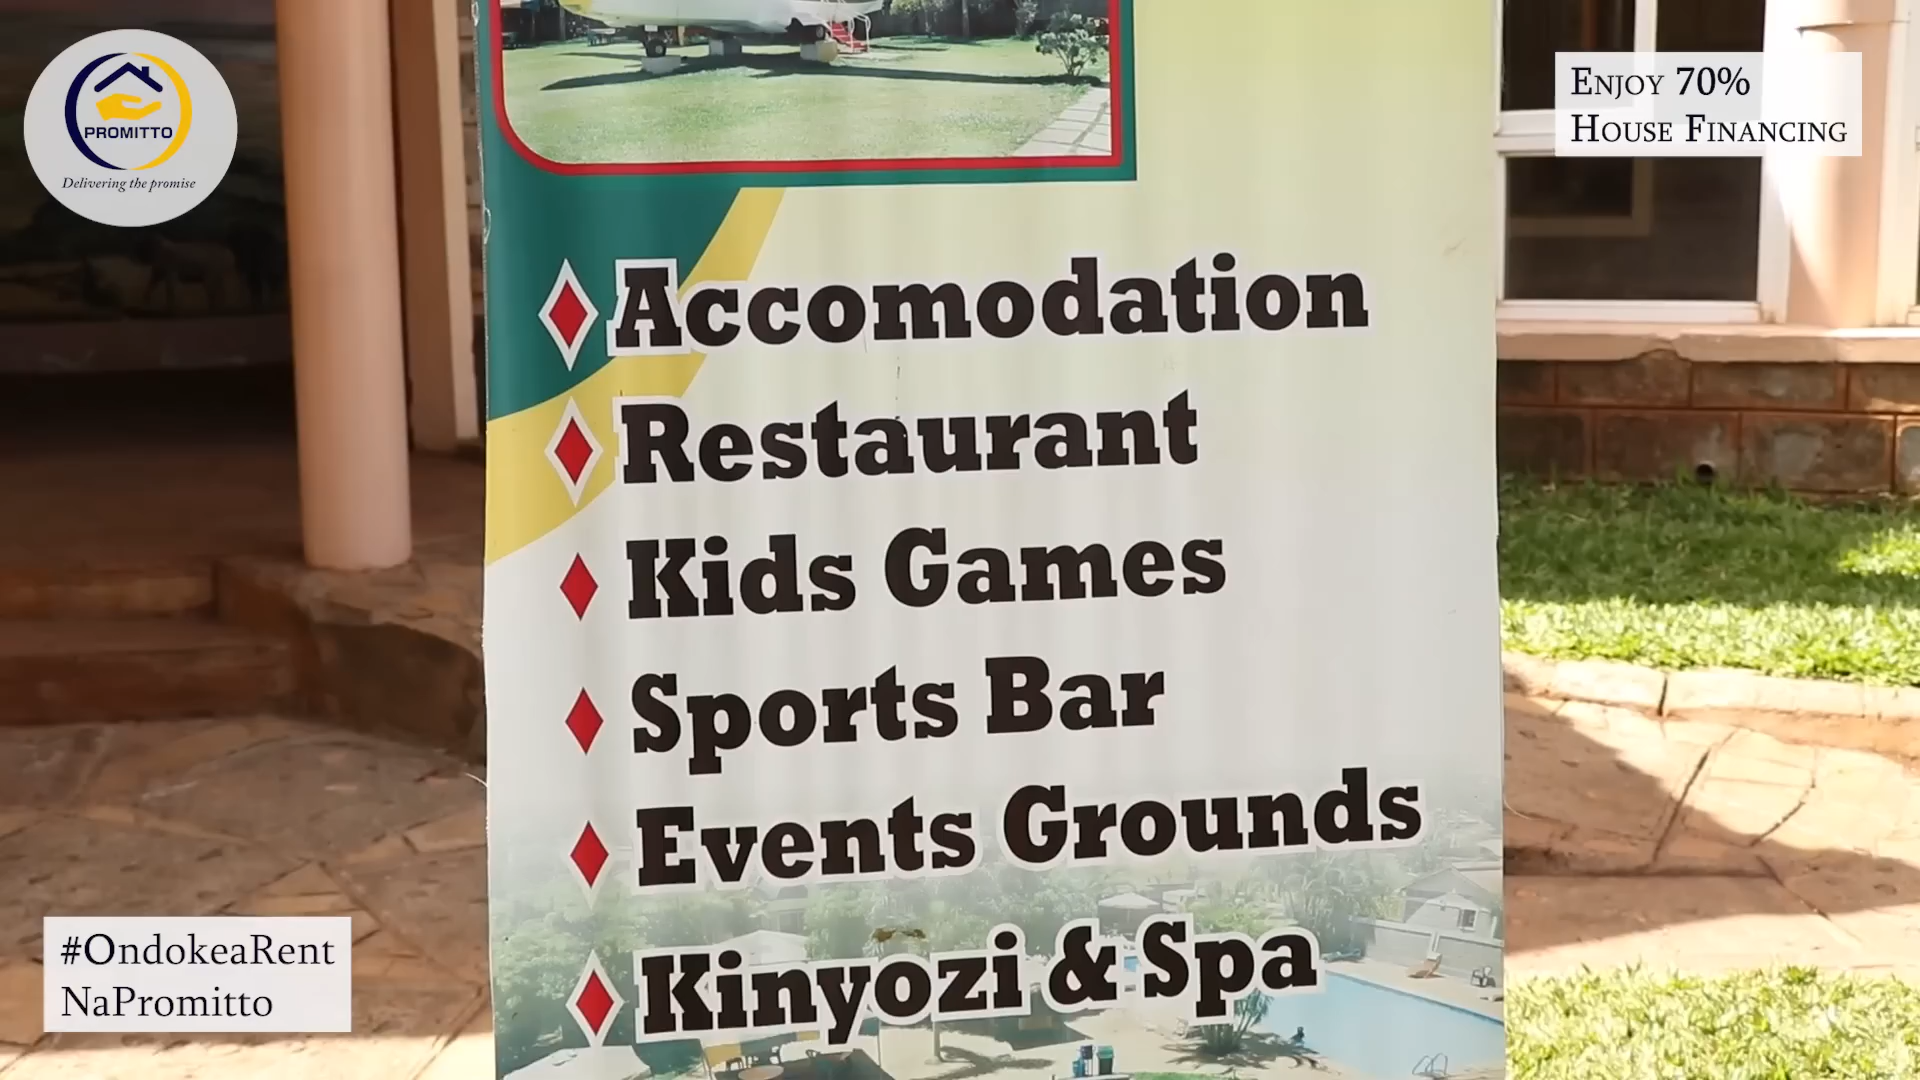 PROMITTO
Delivering the promise
Enjoy 70%
House Financing
Accomodation
Restaurant
Kids Games
Sports Bar
Events Grounds
Kinyozi & Spa
#OndokeaRent
NaPromitto